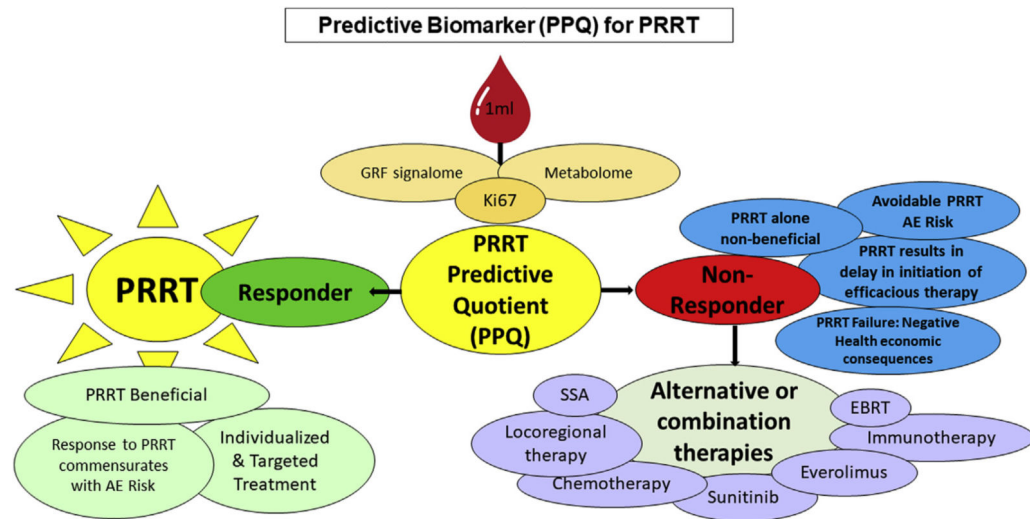 Predictive Biomarker (PPQ) for PRRT
1ml
GRF signalome
Metabolome
Ki67
PRRT
Predictive
Quotient
(PPQ)
PRRT
Responder
Non-
Responder
PRRT alone
non-beneficial
Avoidable PRRT
AE Risk
PRRT results in
delay in initiation of
efficacious therapy
PRRT Failure: Negative
Health economic
consequences
PRRT Beneficial
Response to PRRT
commensurates
with AE Risk
Individualized
& Targeted
Treatment
Alternative or
combination
therapies
SSA
Locoregional
therapy
Chemotherapy
Sunitinib
Everolimus
Immunotherapy
EBRT